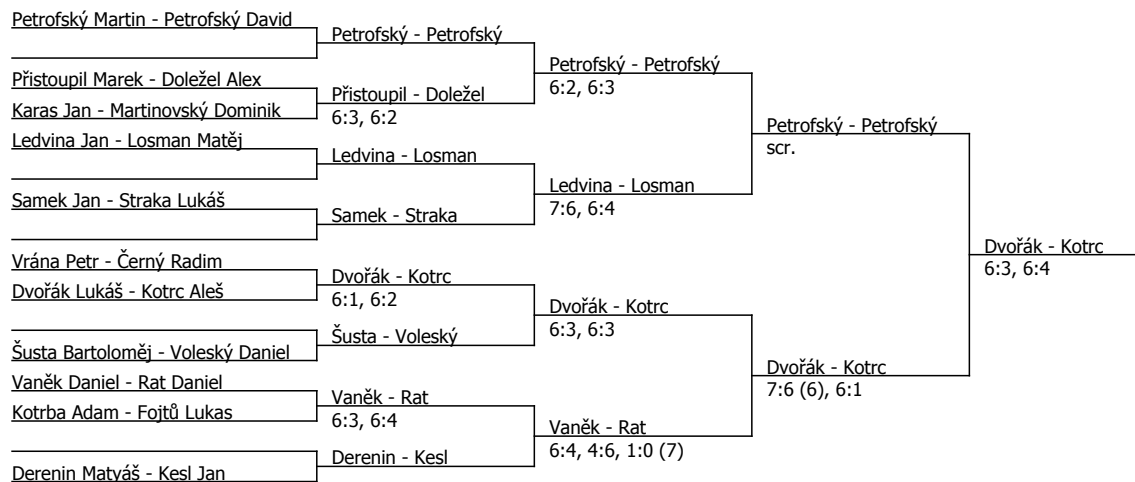 Petrofský Martin - Petrofský David
Petrofský - Petrofský
Petrofský - Petrofský
6:2, 6:3
Přistoupil Marek - Doležel Alex
Přistoupil - Doležel
6:3, 6:2
Karas Jan - Martinovský Dominik
Petrofský - Petrofský
scr.
Ledvina Jan - Losman Matěj
Ledvina - Losman
Ledvina - Losman
7:6, 6:4
Samek Jan - Straka Lukáš
Samek - Straka
Dvořák - Kotrc
6:3, 6:4
Vrána Petr - Černý Radim
Dvořák - Kotrc
6:1, 6:2
Dvořák Lukáš - Kotrc Aleš
Dvořák - Kotrc
6:3, 6:3
Šusta - Voleský
Šusta Bartoloměj - Voleský Daniel
Dvořák - Kotrc
7:6 (6), 6:1
Vaněk Daniel - Rat Daniel
Vaněk - Rat
6:3, 6:4
Kotrba Adam - Fojtů Lukas
Vaněk - Rat
6:4, 4:6, 1:0 (7)
Derenin - Kesl
Derenin Matyáš - Kesl Jan